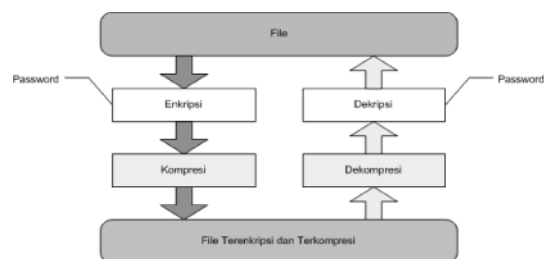 File
Password
Password
Enkripsi
Dekripsi
Kompresi
Dekompresi
File Terenkripsi dan Terkompresi